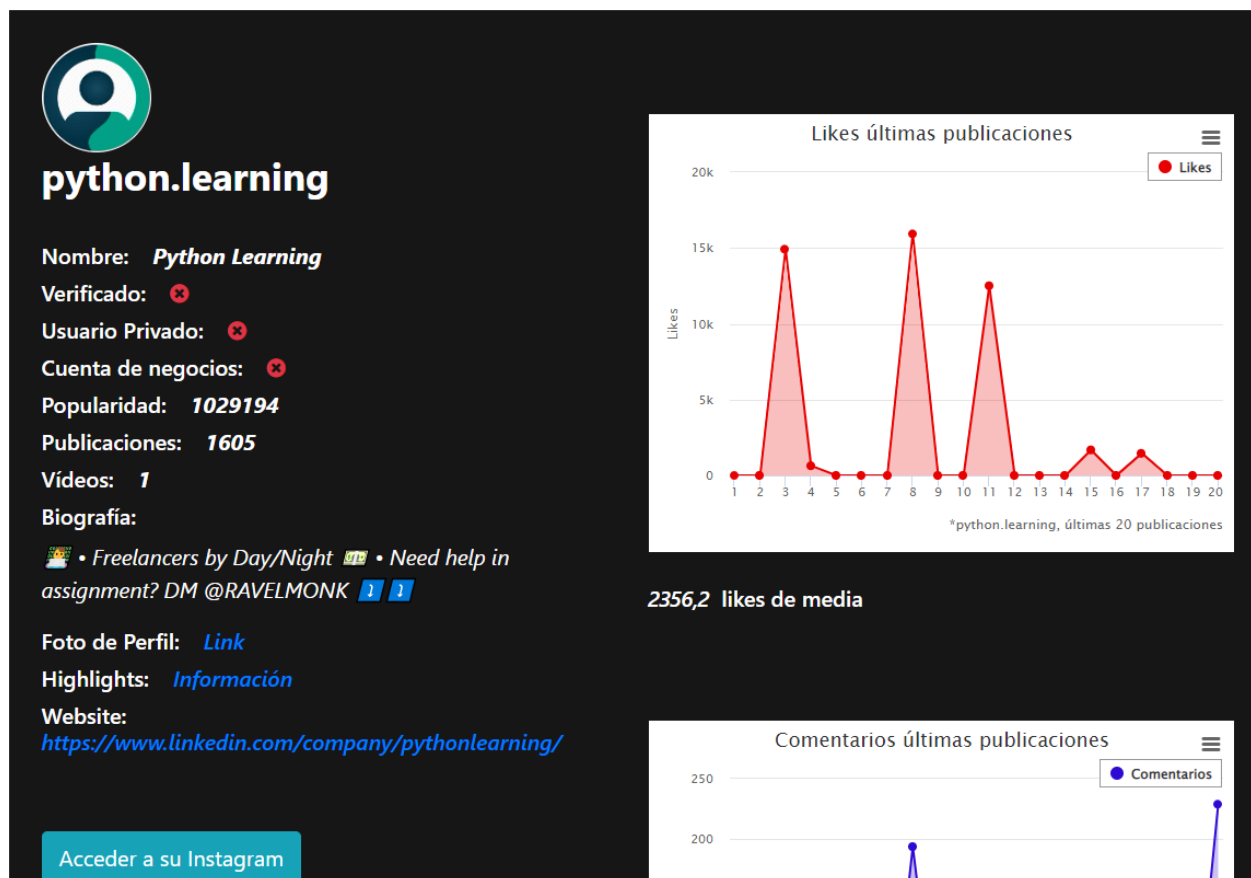 python.learning
Nombre: Python Learning
Verificado:
Usuario Privado:
Cuenta de negocios:
Popularidad: 1029194
Publicaciones: 1605
Vídeos: 1
Biografía:
👨‍💻 • Freelancers by Day/Night 💵 • Need help in
assignment? DM @RAVELMONK ⤵️ ⤵️
Foto de Perfil: Link
Highlights: Información
Website:
https://www.linkedin.com/company/pythonlearning/
Acceder a su Instagram
Likes últimas publicaciones
Likes
20k
15k
10k
5k
0
Likes
1 2 3 4 5 6 7 8 9 10 11 12 13 14 15 16 17 18 19 20
*python.learning, últimas 20 publicaciones
2356,2 likes de media
Comentarios últimas publicaciones
Comentarios
250
200